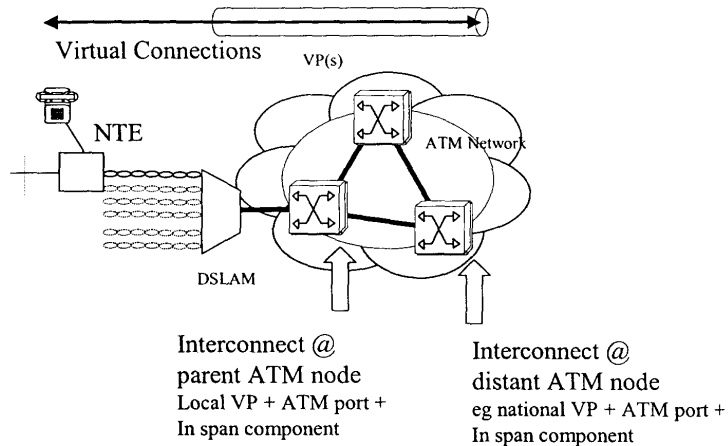 Virtual Connections
VP(s)
NTE
ATM Network
DSLAM
Interconnect @
parent ATM node
Local VP + ATM port +
In span component
Interconnect @
distant ATM node
eg national VP + ATM port +
In span component